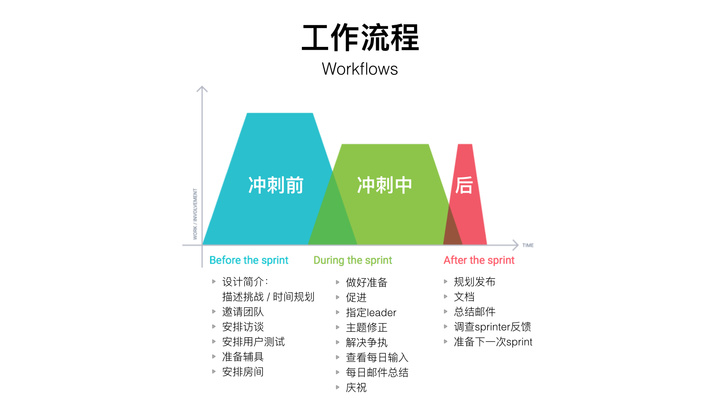 工作流程
Workflows
WORK / INVOLVEMENT
冲刺前
冲刺中
后
TIME
Before the sprint
During the sprint
After the sprint
设计简介：
描述挑战 / 时间规划
邀请团队
安排访谈
安排用户测试
准备辅具
安排房间
做好准备
促进
指定leader
主题修正
解决争执
查看每日输入
每日邮件总结
庆祝
规划发布
文档
总结邮件
调查sprinter反馈
准备下一次sprint